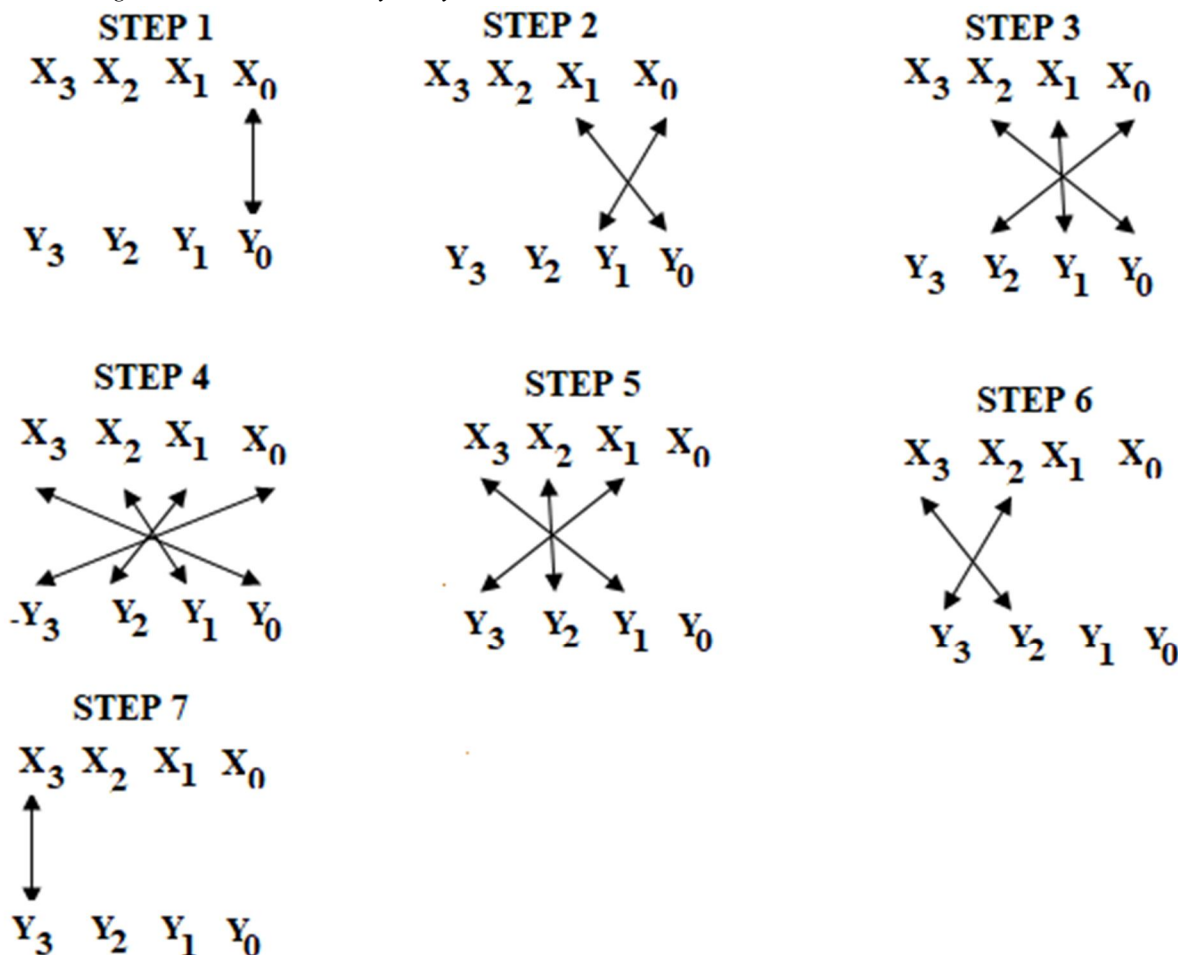 STEP 1
X3 X2 X1 X0
Y3 Y2 Y1 Y0
STEP 2
X3 X2 X1 X0
Y3 Y2 Y1 Y0
STEP 3
X3 X2 X1 X0
Y3 Y2 Y1 Y0
STEP 4
X3 X2 X1 X0
-Y3 Y2 Y1 Y0
STEP 5
X3 X2 X1 X0
Y3 Y2 Y1 Y0
STEP 6
X3 X2 X1 X0
Y3 Y2 Y1 Y0
STEP 7
X3 X2 X1 X0
Y3 Y2 Y1 Y0